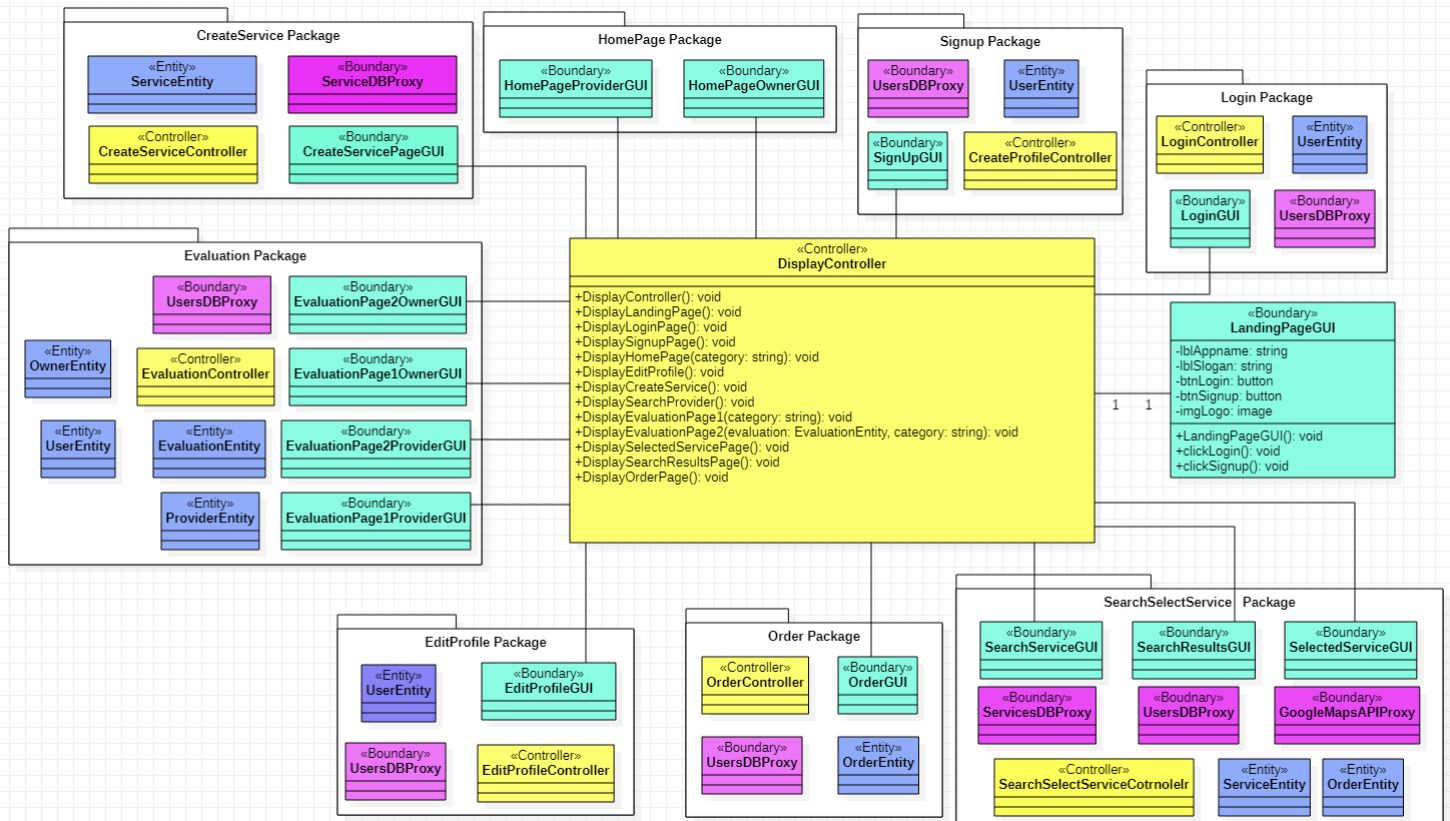 CreateService Package
«Entity»
ServiceEntity
«Boundary»
ServiceDBProxy
«Controller»
CreateServiceController
«Boundary»
CreateServicePageGUI
HomePage Package
«Boundary»
HomePageProviderGUI
«Boundary»
HomePageOwnerGUI
Signup Package
«Boundary»
UsersDBProxy
«Entity»
UserEntity
«Boundary»
SignUpGUI
«Controller»
CreateProfileController
Login Package
«Controller»
LoginController
«Entity»
UserEntity
«Boundary»
LoginGUI
«Boundary»
UsersDBProxy
Evaluation Package
«Boundary»
UsersDBProxy
«Boundary»
EvaluationPage2OwnerGUI
«Entity»
OwnerEntity
«Controller»
EvaluationController
«Boundary»
EvaluationPage1OwnerGUI
«Entity»
UserEntity
«Entity»
EvaluationEntity
«Boundary»
EvaluationPage2ProviderGUI
«Entity»
ProviderEntity
«Boundary»
EvaluationPage1ProviderGUI
«Controller»
DisplayController
+DisplayController(): void
+DisplayLandingPage(): void
+DisplayLoginPage(): void
+DisplaySignupPage(): void
+DisplayHomePage(category: string): void
+DisplayEditProfile(): void
+DisplayCreateService(): void
+DisplaySearchProvider(): void
+DisplayEvaluationPage1(category: string): void
+DisplayEvaluationPage2(evaluation: EvaluationEntity, category: string): void
+DisplaySelectedServicePage(): void
+DisplaySearchResultsPage(): void
+DisplayOrderPage(): void
1 1
«Boundary»
LandingPageGUI
-lblAppname: string
-lblSlogan: string
-btnLogin: button
-btnSignup: button
-imgLogo: image
+LandingPageGUI(): void
+clickLogin(): void
+clickSignup(): void
EditProfile Package
«Entity»
UserEntity
«Boundary»
EditProfileGUI
«Boundary»
UsersDBProxy
«Controller»
EditProfileController
Order Package
«Controller»
OrderController
«Boundary»
OrderGUI
«Boundary»
UsersDBProxy
«Entity»
OrderEntity
SearchSelectService Package
«Boundary»
SearchServiceGUI
«Boundary»
SearchResultsGUI
«Boundary»
SelectedServiceGUI
«Boundary»
ServicesDBProxy
«Boudnary»
UsersDBProxy
«Boundary»
GoogleMapsAPIProxy
«Controller»
SearchSelectServiceCotrnolelr
«Entity»
ServiceEntity
«Entity»
OrderEntity